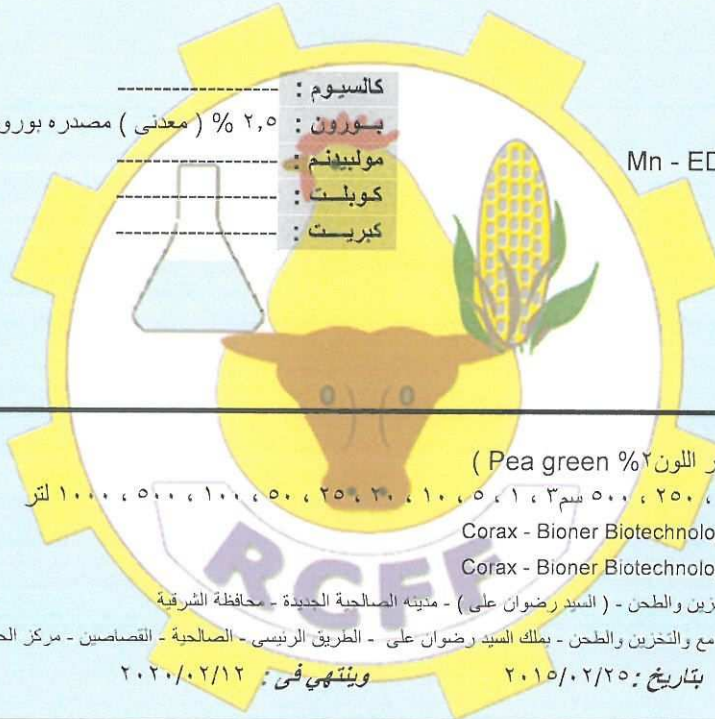 كالسيوم : ------------------
بورون : ٢,٥ % ( معدنى ) مصدره بورو
Mn - ED
موليبدنم : ------------------
كوبلت : ------------------
كبريت : ------------------
ر اللون٢% Pea green )
، ٢٥٠ ، ٥٠٠ سم٣ ، ١ ، ٥ ، ١٠ ، ٢٠ ، ٢٥ ، ٥٠ ، ١٠٠ ، ٥٠٠ ، ١٠٠٠ لتر
Corax - Bioner Biotechnolo
Corax - Bioner Biotechnolo
زين والطحن - ( السيد رضوان على ) - مدينه الصالحية الجديدة - محافظة الشرقية
مع والتخزين والطحن - بملك السيد رضوان على - الطريق الرئيسى - الصالحية - القصاصين - مركز الح
بتاريخ : ٢٠١٥/٠٢/٢٥ وينتهي فى : ٢٠٢٠/٠٢/١٢
RCFF